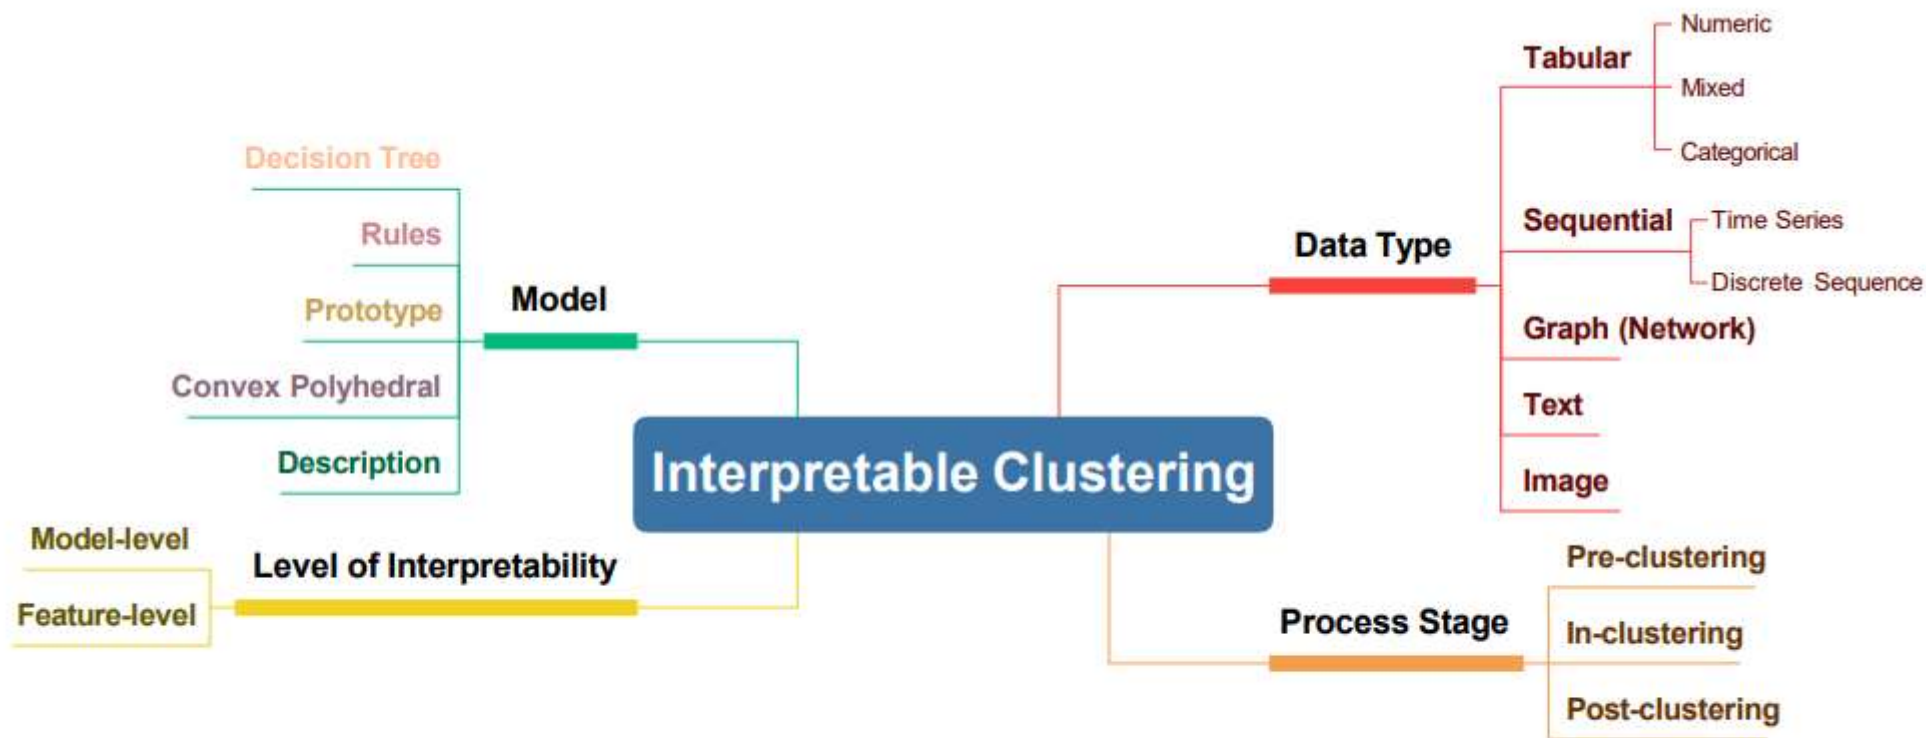 Decision Tree
Rules
Prototype
Convex Polyhedral
Description
Model
Model-level
Feature-level
Level of Interpretability
Interpretable Clustering
Data Type
Tabular
Numeric
Mixed
Categorical
Sequential
Time Series
Discrete Sequence
Graph (Network)
Text
Image
Process Stage
Pre-clustering
In-clustering
Post-clustering